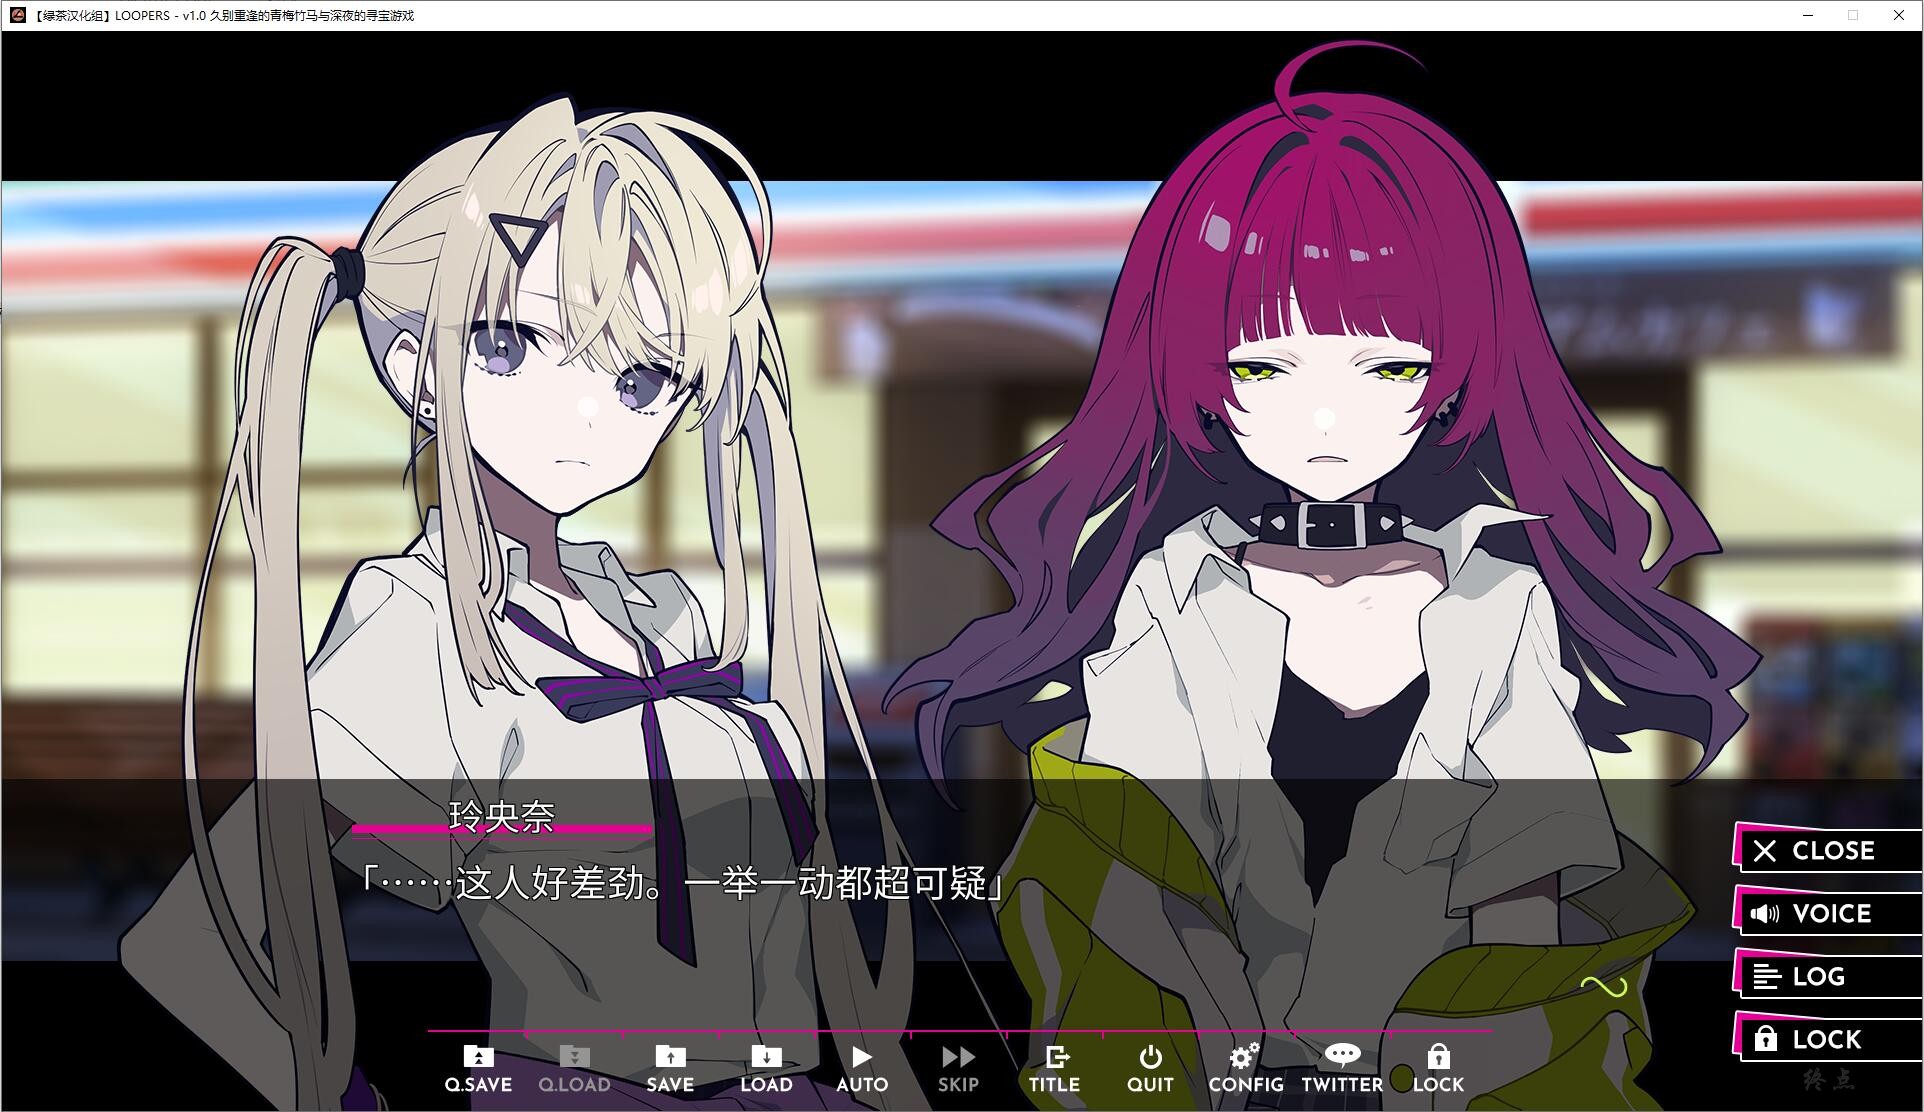 【绿茶汉化组】LOOPERS - v1.0 久别重逢的青梅竹马与深夜的寻宝游戏
玲央奈
「……这人好差劲。一举一动都超可疑」
CLOSE
VOICE
LOG
LOCK
Q.SAVE Q.LOAD SAVE LOAD AUTO SKIP TITLE QUIT CONFIG TWITTER LOCK
终点